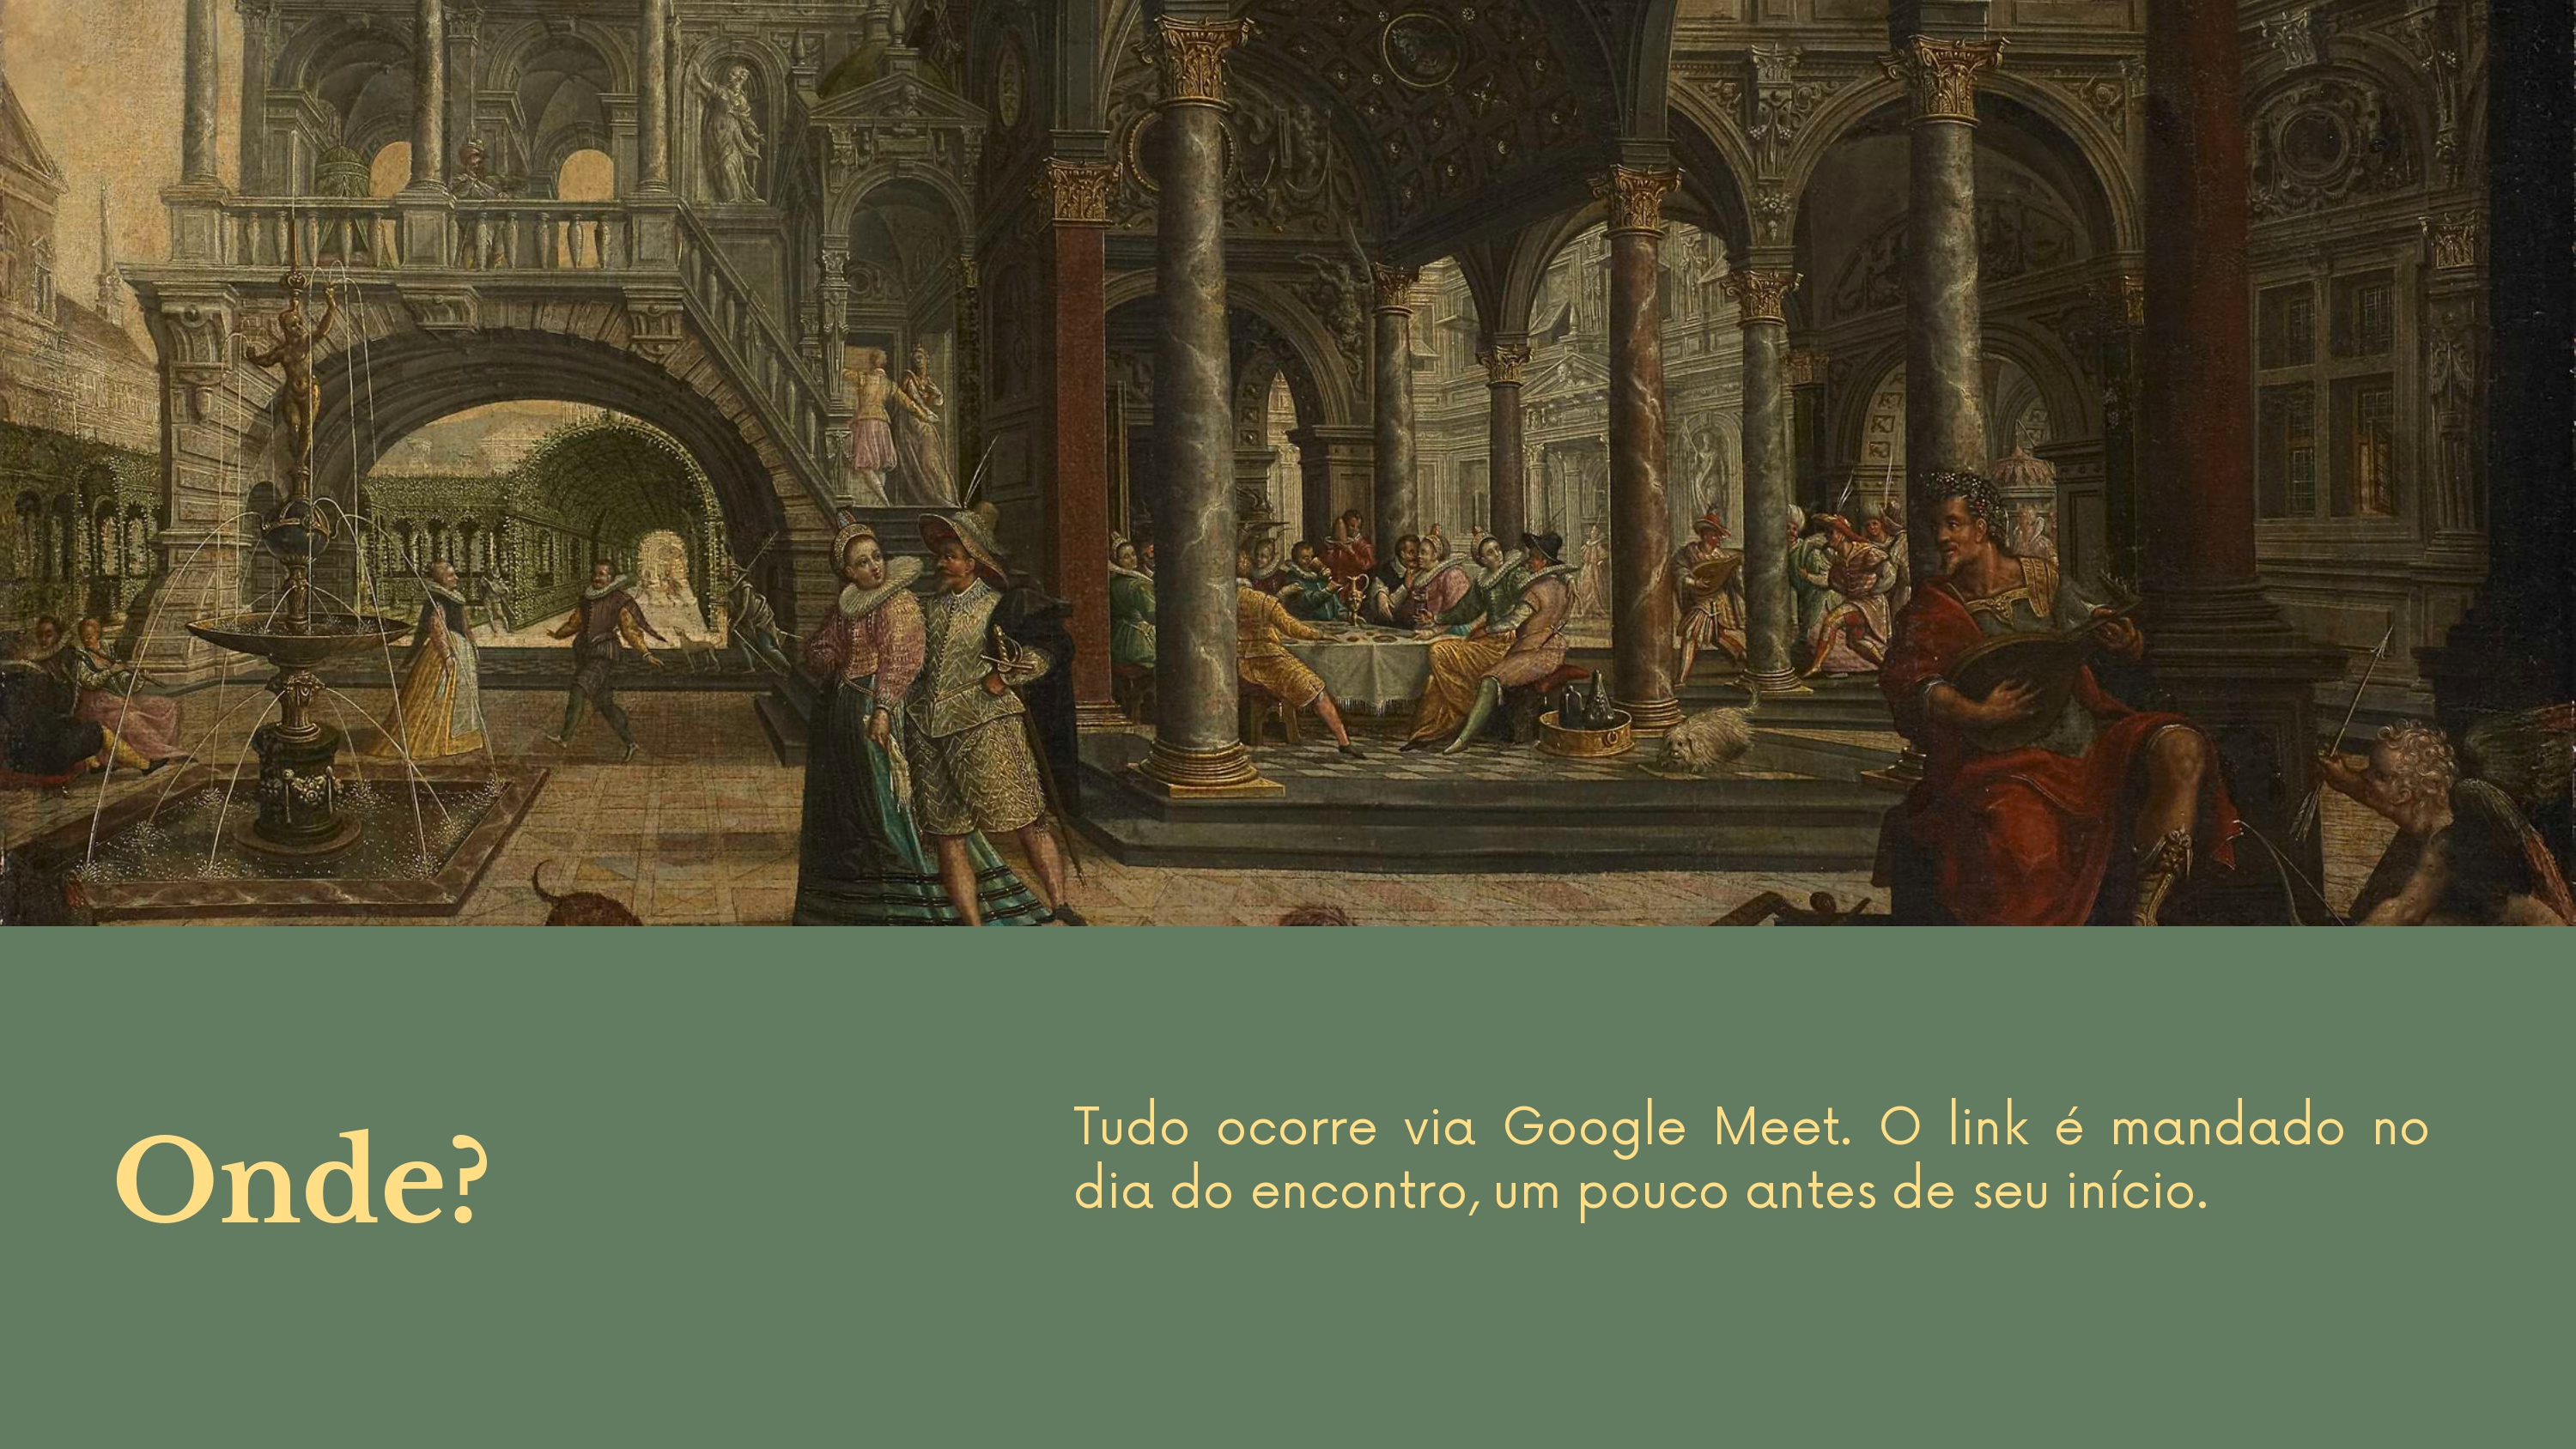 Onde?
Tudo ocorre via Google Meet. O link é mandado no
dia do encontro, um pouco antes de seu início.